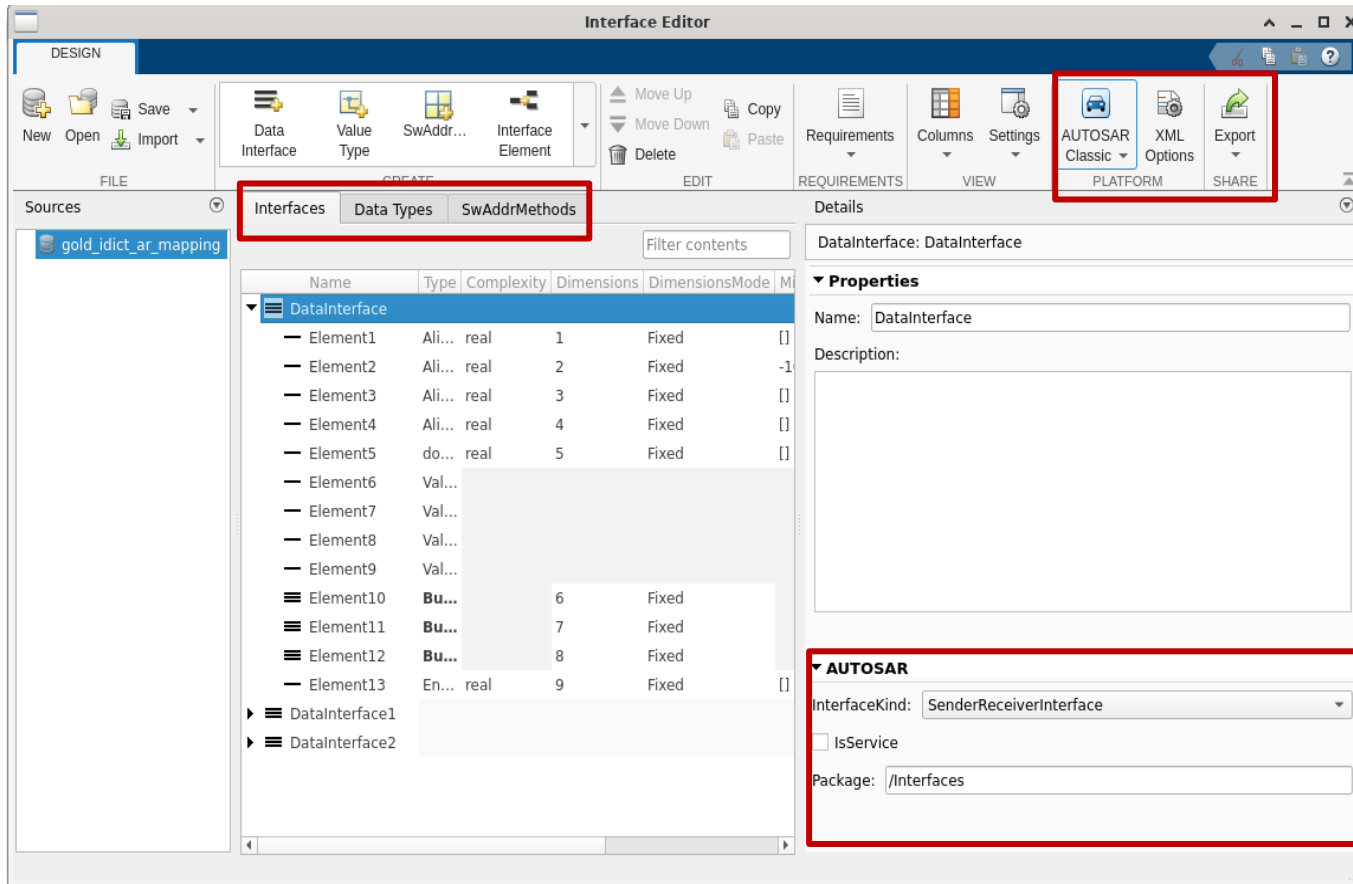 Interface Editor
DESIGN
New
Open
Save
Import
FILE
Data Interface
Value Type
SwAddr...
Interface Element
CREATE
Move Up
Move Down
Delete
Copy
Paste
EDIT
Requirements
REQUIREMENTS
Columns
Settings
VIEW
AUTOSAR Classic
XML Options
PLATFORM
Export
SHARE
Sources
gold_idict_ar_mapping
Interfaces Data Types SwAddrMethods
Filter contents
Name Type Complexity Dimensions DimensionsMode Mi
DataInterface
Element1 Ali... real 1 Fixed []
Element2 Ali... real 2 Fixed -1
Element3 Ali... real 3 Fixed []
Element4 Ali... real 4 Fixed []
Element5 do... real 5 Fixed []
Element6 Val...
Element7 Val...
Element8 Val...
Element9 Val...
Element10 Bu... 6 Fixed
Element11 Bu... 7 Fixed
Element12 Bu... 8 Fixed
Element13 En... real 9 Fixed []
DataInterface1
DataInterface2
Details
DataInterface: DataInterface
Properties
Name: DataInterface
Description:
AUTOSAR
InterfaceKind: SenderReceiverInterface
IsService
Package: /Interfaces